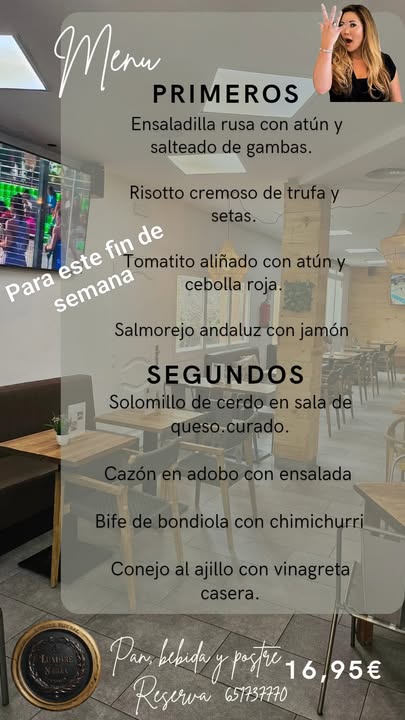 Menu
PRIMEROS
Ensaladilla rusa con atún y
salteado de gambas.
Risotto cremoso de trufa y
setas.
Para este fin de
semana
Tomatito aliñado con atún y
cebolla roja.
Salmorejo andaluz con jamón
SEGUNDOS
Solomillo de cerdo en sala de
queso.curado.
Cazón en adobo con ensalada
Bife de bondiola con chimichurri
Conejo al ajillo con vinagreta
casera.
Pan, bebida y postre
16,95€
Reserva 651737770